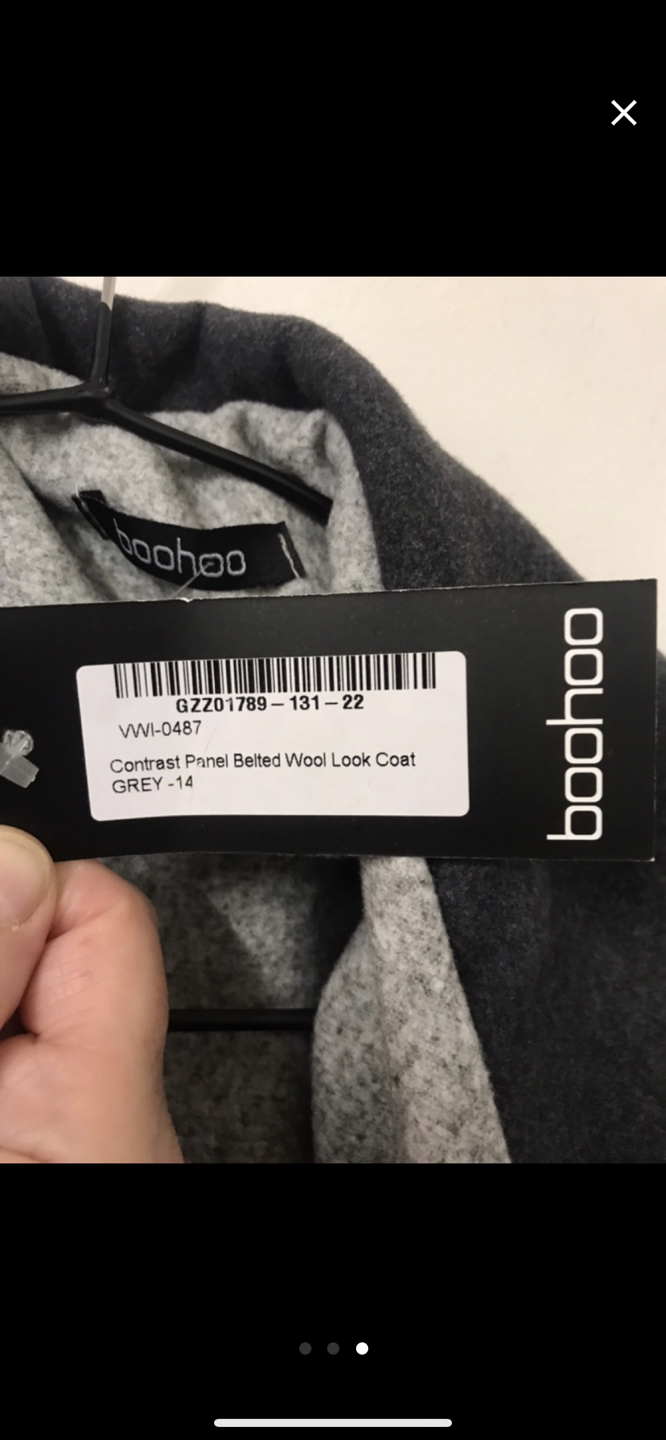 boohoo
GZZ01789-131-22
VWI-0487
Contrast Panel Belted Wool Look Coat
GREY -14
boohoo